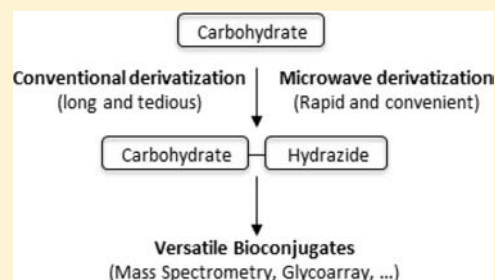 Carbohydrate
Conventional derivatization Microwave derivatization
(long and tedious) (Rapid and convenient)
Carbohydrate Hydrazide
Versatile Bioconjugates
(Mass Spectrometry, Glycoarray, ...)